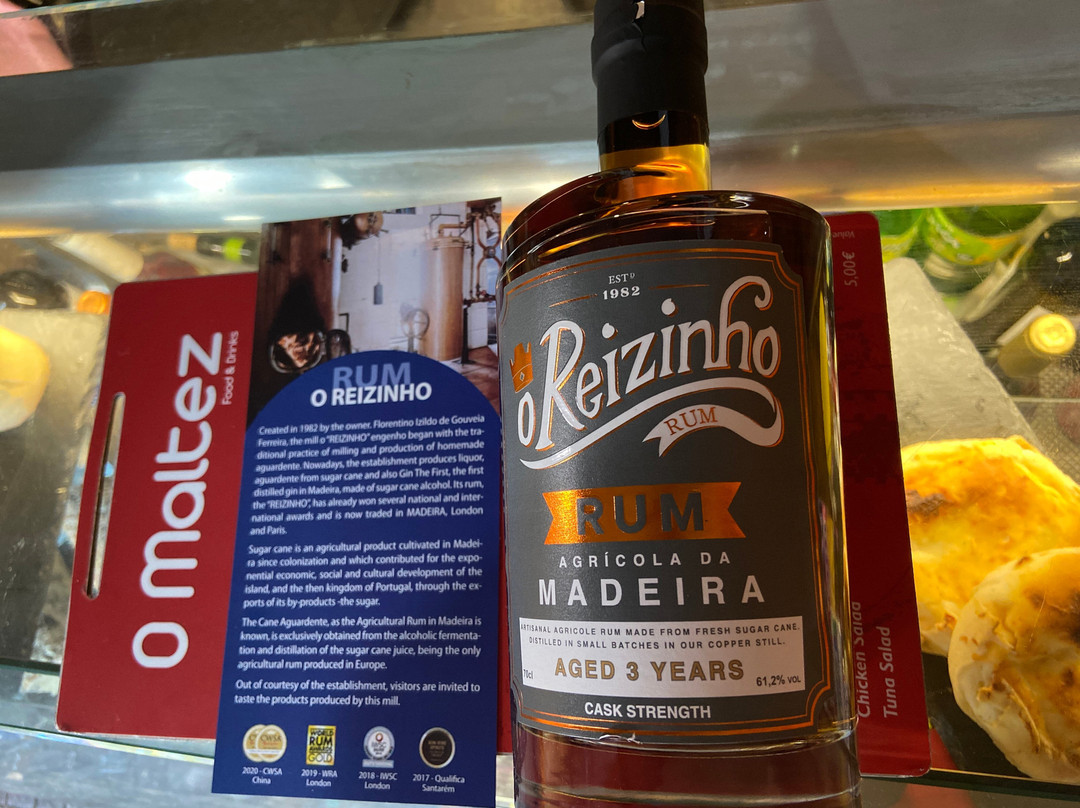 O maltez
Food & Drinks
RUM
O REIZINHO
Created in 1982 by the owner. Florentino Izildo de Gouveia
Ferreira, the mill o "REIZINHO" engenho began with the tra-
ditional practice of milling and production of homemade
aguardente. Nowadays, the establishment produces liquor,
aguardente from sugar cane and also Gin The First, the first
distilled gin in Madeira, made of sugar cane alcohol. Its rum,
the "REIZINHO", has already won several national and inter-
national awards and is now traded in MADEIRA, London
and Paris.
Sugar cane is an agricultural product cultivated in Madei-
ra since colonization and which contributed for the expo-
nential economic, social and cultural development of the
island, and the then kingdom of Portugal, through the ex-
ports of its by-products -the sugar.
The Cane Aguardente, as the Agricultural Rum in Madeira is
known, is exclusively obtained from the alcoholic fermenta-
tion and distillation of the sugar cane juice, being the only
agricultural rum produced in Europe.
Out of courtesy of the establishment, visitors are invited to
taste the products produced by this mill.
CWSA
WORLD
RUM
AWARDS
GOLD
IWSC
2020 - CWSA
China
2019 - WRA
London
2018 - IWSC
London
2017 - Qualifica
Santarém
ESTD
1982
O Reizinho
RUM
RUM
AGRÍCOLA DA
MADEIRA
ARTISANAL AGRICOLE RUM MADE FROM FRESH SUGAR CANE.
DISTILLED IN SMALL BATCHES IN OUR COPPER STILL.
70cl
AGED 3 YEARS
61,2% VOL
CASK STRENGTH
5,00€
Chicken Salad
Tuna Salad